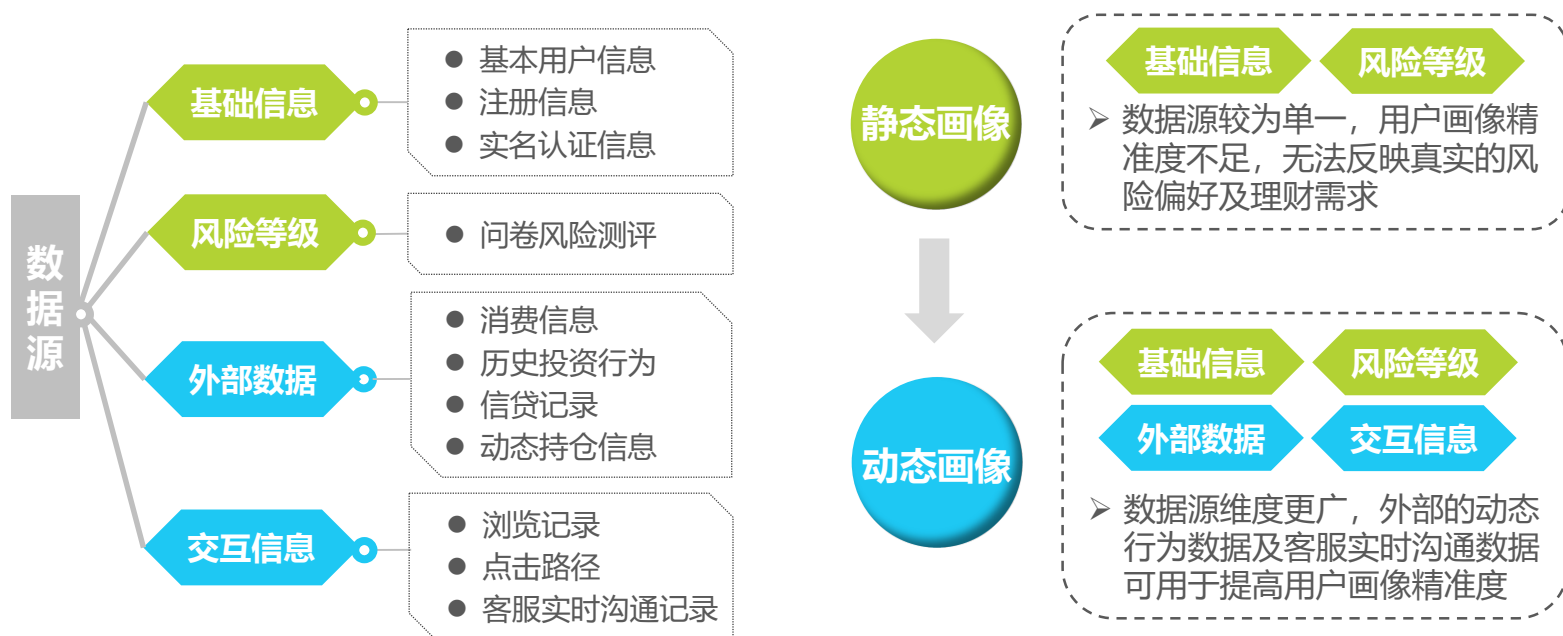 数据源
基础信息
● 基本用户信息
● 注册信息
● 实名认证信息
风险等级
● 问卷风险测评
外部数据
● 消费信息
● 历史投资行为
● 信贷记录
● 动态持仓信息
交互信息
● 浏览记录
● 点击路径
● 客服实时沟通记录
静态画像
基础信息 风险等级
➢ 数据源较为单一，用户画像精
准度不足，无法反映真实的风
险偏好及理财需求
动态画像
基础信息 风险等级
外部数据 交互信息
➢ 数据源维度更广，外部的动态
行为数据及客服实时沟通数据
可用于提高用户画像精准度